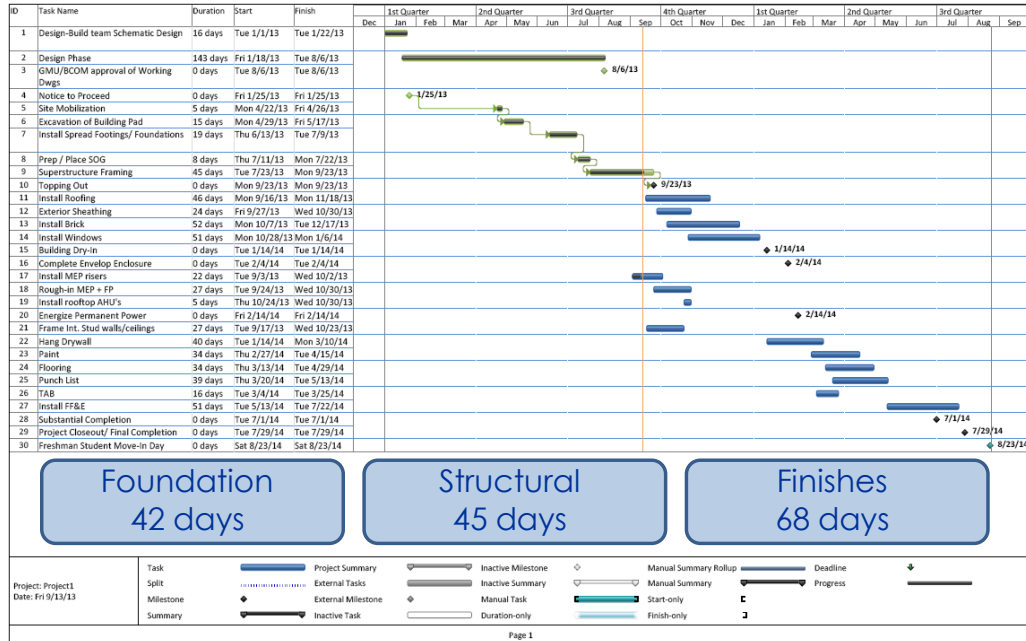 ID Task Name Duration Start Finish 1st Quarter 2nd Quarter 3rd Quarter 4th Quarter 1st Quarter 2nd Quarter 3rd Quarter
Dec Jan Feb Mar Apr May Jun Jul Aug Sep Oct Nov Dec Jan Feb Mar Apr May Jun Jul Aug Sep
1 Design-Build team Schematic Design 16 days Tue 1/1/13 Tue 1/22/13
2 Design Phase 143 days Fri 1/18/13 Tue 8/6/13
3 GMU/BCOM approval of Working 0 days Tue 8/6/13 Tue 8/6/13 8/6/13
Dwgs
4 Notice to Proceed 0 days Fri 1/25/13 Fri 1/25/13 1/25/13
5 Site Mobilization 5 days Mon 4/22/13 Fri 4/26/13
6 Excavation of Building Pad 15 days Mon 4/29/13 Fri 5/17/13
7 Install Spread Footings/ Foundations 19 days Thu 6/13/13 Tue 7/9/13
8 Prep / Place SOG 8 days Thu 7/11/13 Mon 7/22/13
9 Superstructure Framing 45 days Tue 7/23/13 Mon 9/23/13
10 Topping Out 0 days Mon 9/23/13 Mon 9/23/13 9/23/13
11 Install Roofing 46 days Mon 9/16/13 Mon 11/18/13
12 Exterior Sheathing 24 days Fri 9/27/13 Wed 10/30/13
13 Install Brick 52 days Mon 10/7/13 Tue 12/17/13
14 Install Windows 51 days Mon 10/28/13 Mon 1/6/14
15 Building Dry-In 0 days Tue 1/14/14 Tue 1/14/14 1/14/14
16 Complete Envelop Enclosure 0 days Tue 2/4/14 Tue 2/4/14 2/4/14
17 Install MEP risers 22 days Tue 9/3/13 Wed 10/2/13
18 Rough-in MEP + FP 27 days Tue 9/24/13 Wed 10/30/13
19 Install rooftop AHU's 5 days Thu 10/24/13 Wed 10/30/13
20 Energize Permanent Power 0 days Fri 2/14/14 Fri 2/14/14 2/14/14
21 Frame Int. Stud walls/ceilings 27 days Tue 9/17/13 Wed 10/23/13
22 Hang Drywall 40 days Tue 1/14/14 Mon 3/10/14
23 Paint 34 days Thu 2/27/14 Tue 4/15/14
24 Flooring 34 days Thu 3/13/14 Tue 4/29/14
25 Punch List 39 days Thu 3/20/14 Tue 5/13/14
26 TAB 16 days Tue 3/4/14 Tue 3/25/14
27 Install FF&E 51 days Tue 5/13/14 Tue 7/22/14
28 Substantial Completion 0 days Tue 7/1/14 Tue 7/1/14 7/1/14
29 Project Closeout/ Final Completion 0 days Tue 7/29/14 Tue 7/29/14 7/29/14
30 Freshman Student Move-In Day 0 days Sat 8/23/14 Sat 8/23/14 8/23/14
Foundation
42 days
Structural
45 days
Finishes
68 days
Project: Project1
Date: Fri 9/13/13
Task Project Summary Inactive Milestone Manual Summary Rollup Deadline
Split External Tasks Inactive Summary Manual Summary Progress
Milestone External Milestone Manual Task Start-only
Summary Inactive Task Duration-only Finish-only
Page 1